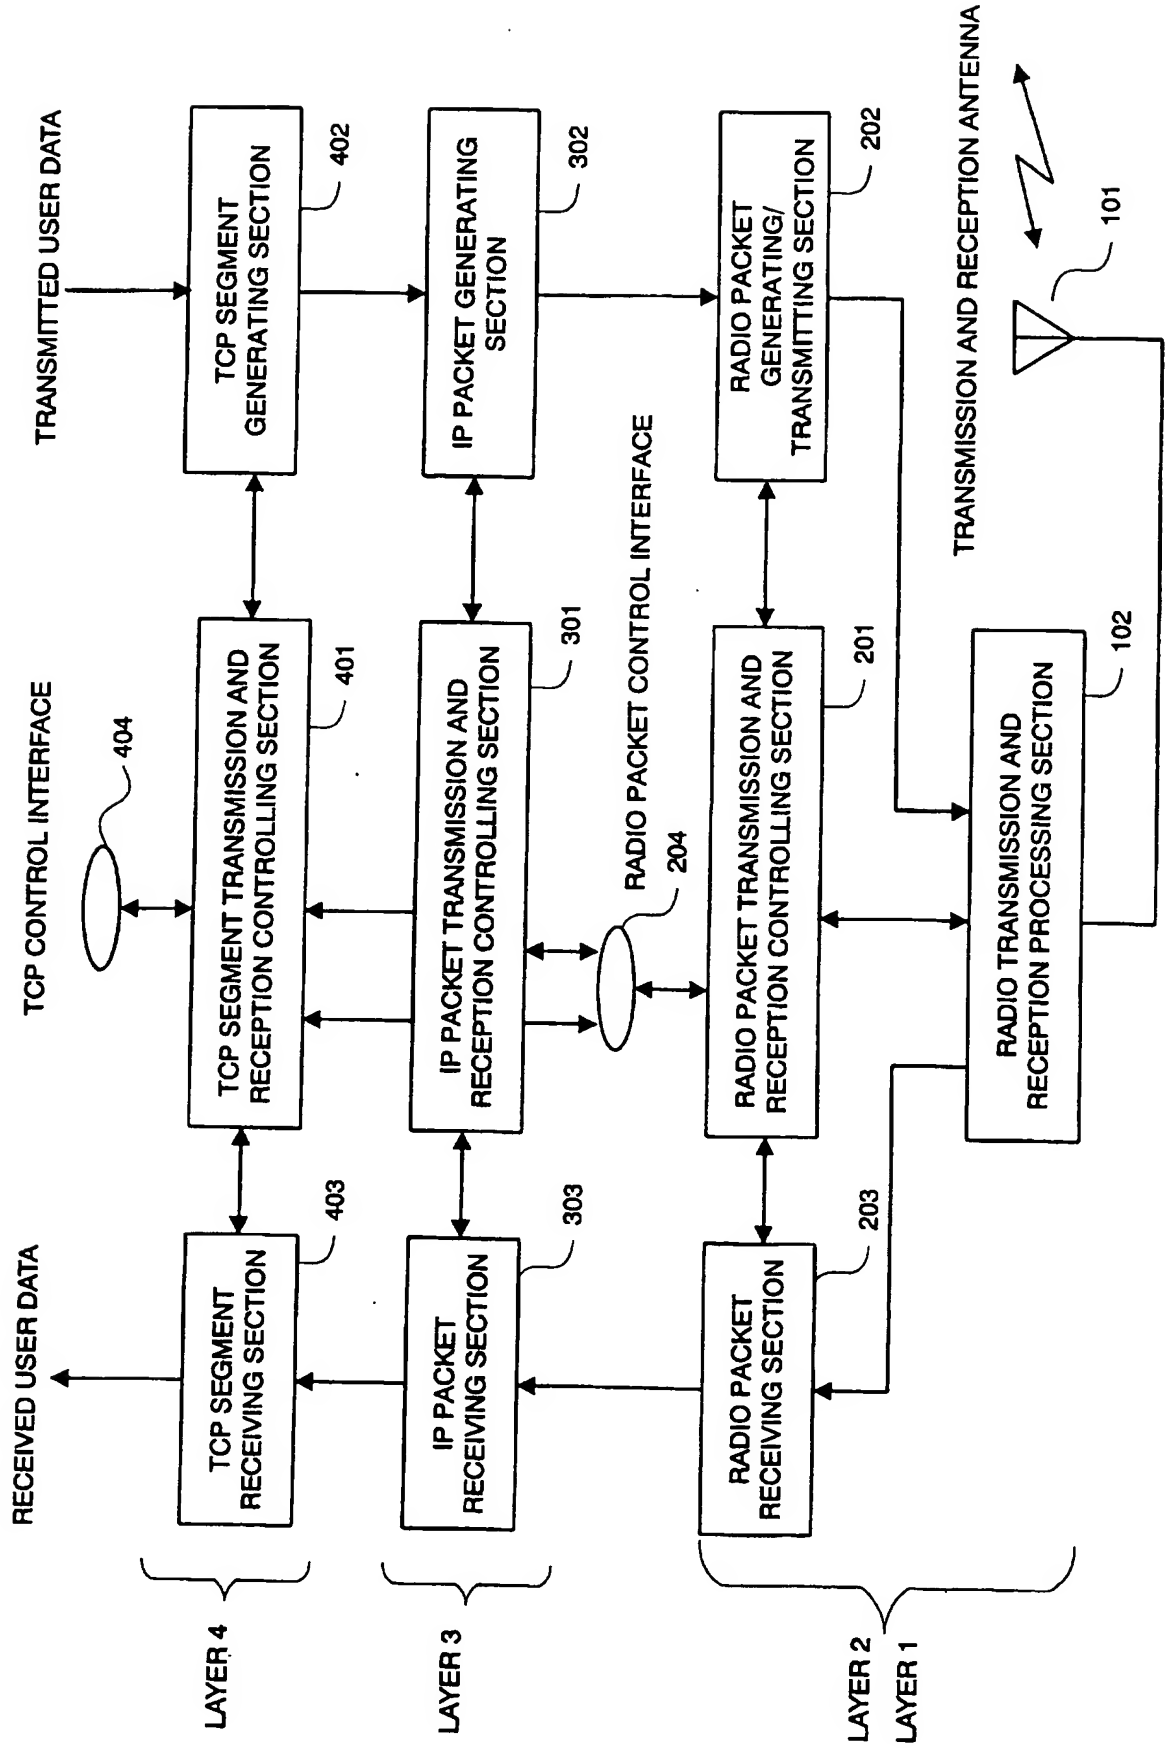 RECEIVED USER DATA
TCP CONTROL INTERFACE
TRANSMITTED USER DATA
404
LAYER 4
TCP SEGMENT
RECEIVING SECTION
403
TCP SEGMENT TRANSMISSION AND
RECEPTION CONTROLLING SECTION
401
TCP SEGMENT
GENERATING SECTION
402
LAYER 3
IP PACKET
RECEIVING SECTION
303
IP PACKET TRANSMISSION AND
RECEPTION CONTROLLING SECTION
301
IP PACKET GENERATING
SECTION
302
RADIO PACKET CONTROL INTERFACE
204
LAYER 2
LAYER 1
RADIO PACKET
RECEIVING SECTION
203
RADIO PACKET TRANSMISSION AND
RECEPTION CONTROLLING SECTION
201
RADIO PACKET
GENERATING/
TRANSMITTING SECTION
202
RADIO TRANSMISSION AND
RECEPTION PROCESSING SECTION
102
TRANSMISSION AND RECEPTION ANTENNA
101